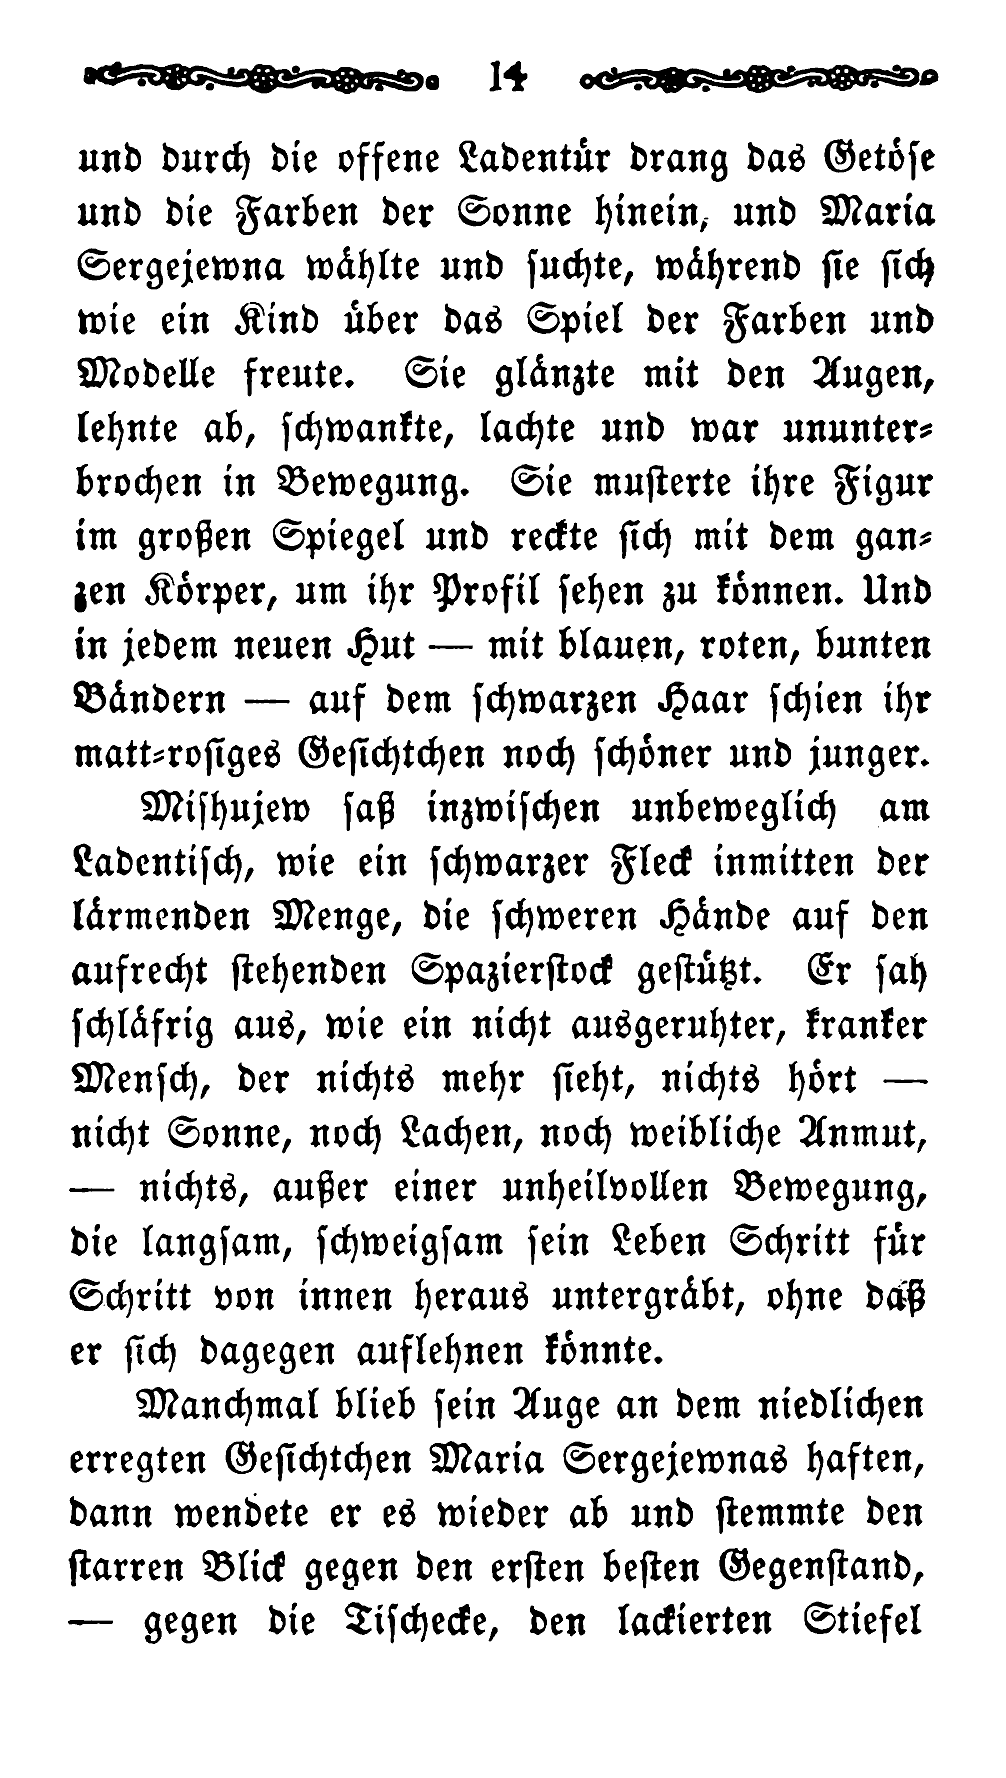 14
und durch die offene Ladentür drang das Getöse
und die Farben der Sonne hinein, und Maria
Sergejewna wählte und suchte, während sie sich
wie ein Kind über das Spiel der Farben und
Modelle freute. Sie glänzte mit den Augen,
lehnte ab, schwankte, lachte und war ununter-
brochen in Bewegung. Sie musterte ihre Figur
im großen Spiegel und reckte sich mit dem gan-
zen Körper, um ihr Profil sehen zu können. Und
in jedem neuen Hut — mit blauen, roten, bunten
Bändern — auf dem schwarzen Haar schien ihr
matt-rosiges Gesichtchen noch schöner und junger.
Mishujew saß inzwischen unbeweglich am
Ladentisch, wie ein schwarzer Fleck inmitten der
lärmenden Menge, die schweren Hände auf den
aufrecht stehenden Spazierstock gestützt. Er sah
schläfrig aus, wie ein nicht ausgeruhter, kranker
Mensch, der nichts mehr sieht, nichts hört —
nicht Sonne, noch Lachen, noch weibliche Anmut,
— nichts, außer einer unheilvollen Bewegung,
die langsam, schweigsam sein Leben Schritt für
Schritt von innen heraus untergräbt, ohne daß
er sich dagegen auflehnen könnte.
Manchmal blieb sein Auge an dem niedlichen
erregten Gesichtchen Maria Sergejewnas haften,
dann wendete er es wieder ab und stemmte den
starren Blick gegen den ersten besten Gegenstand,
— gegen die Tischecke, den lackierten Stiefel